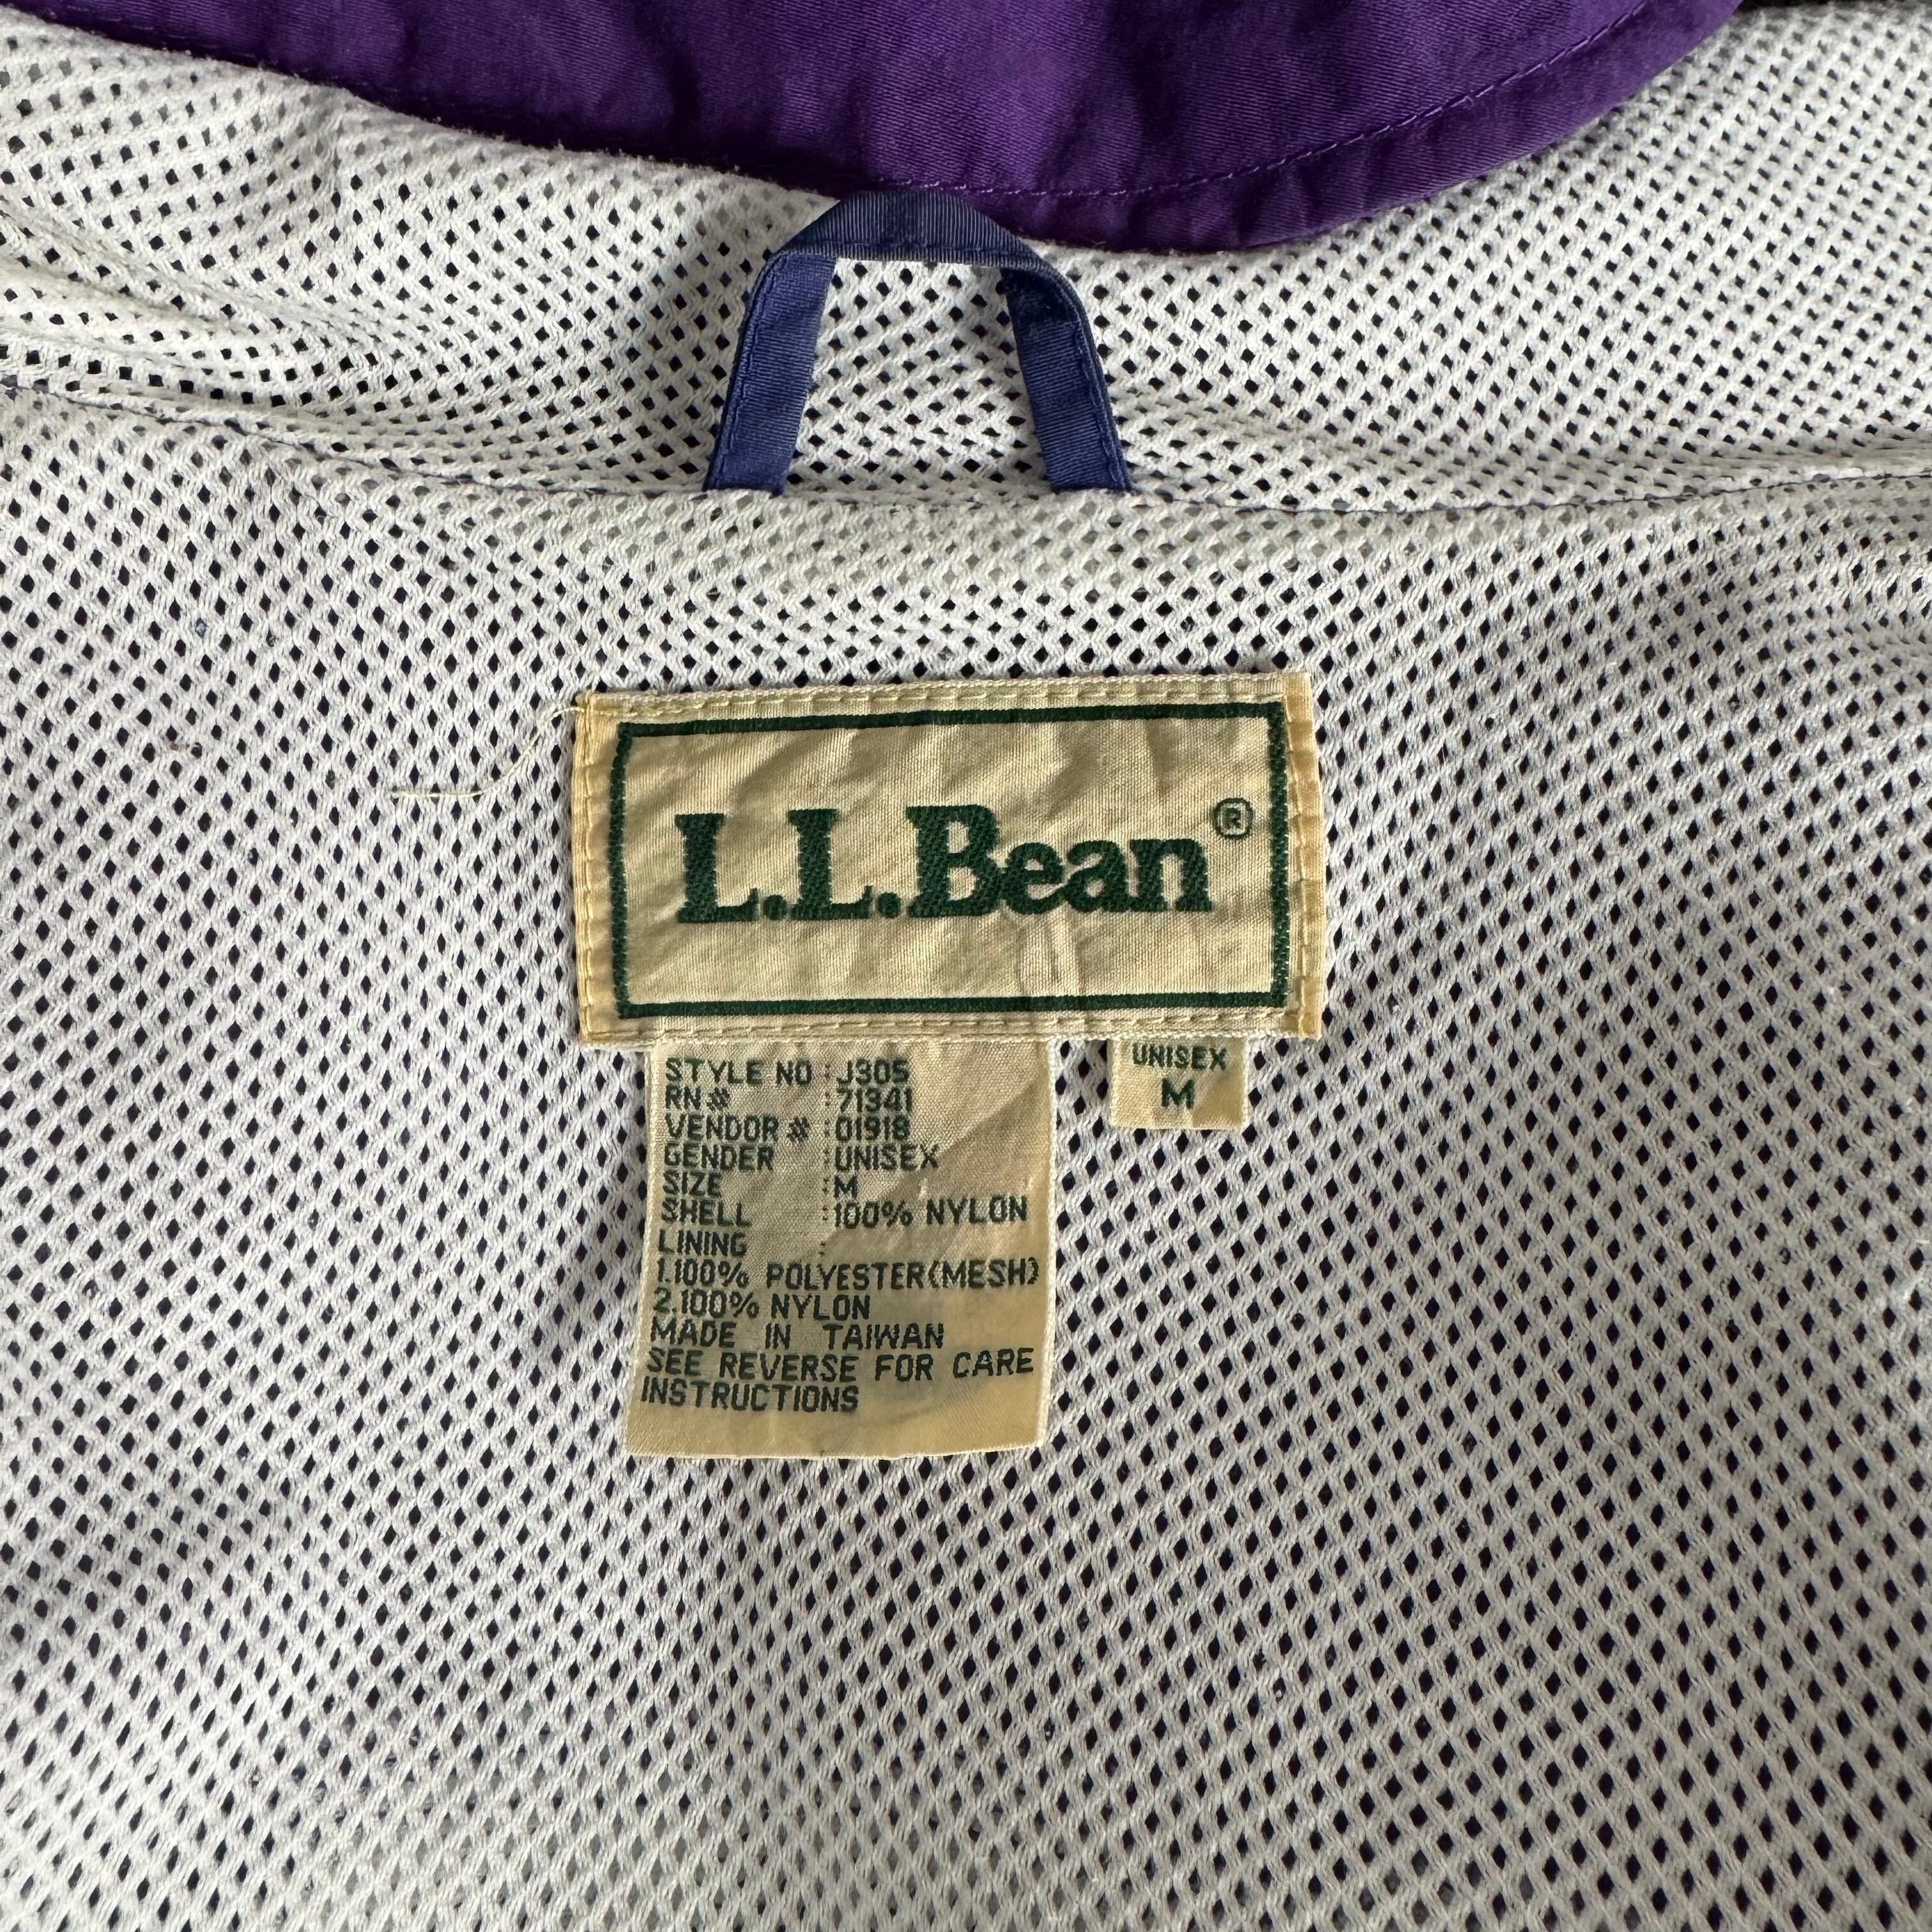 L.L.Bean®
STYLE NO : J305
RN# : 71341
VENDOR # : 01918
GENDER : UNISEX
SIZE : M
SHELL : 100% NYLON
LINING :
1.100% POLYESTER(MESH)
2.100% NYLON
MADE IN TAIWAN
SEE REVERSE FOR CARE
INSTRUCTIONS
UNISEX
M